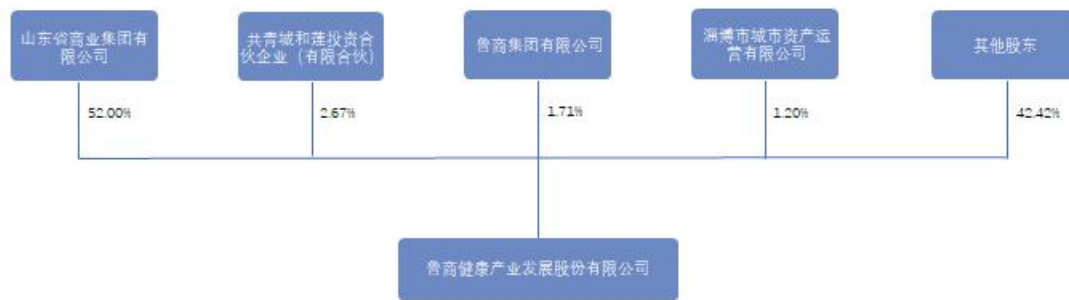 山东省商业集团有
限公司
共青城和莲投资合
伙企业（有限合伙）
鲁商集团有限公司
淄博市城市资产运
营有限公司
其他股东
52.00%
2.67%
1.71%
1.20%
42.42%
鲁商健康产业发展股份有限公司